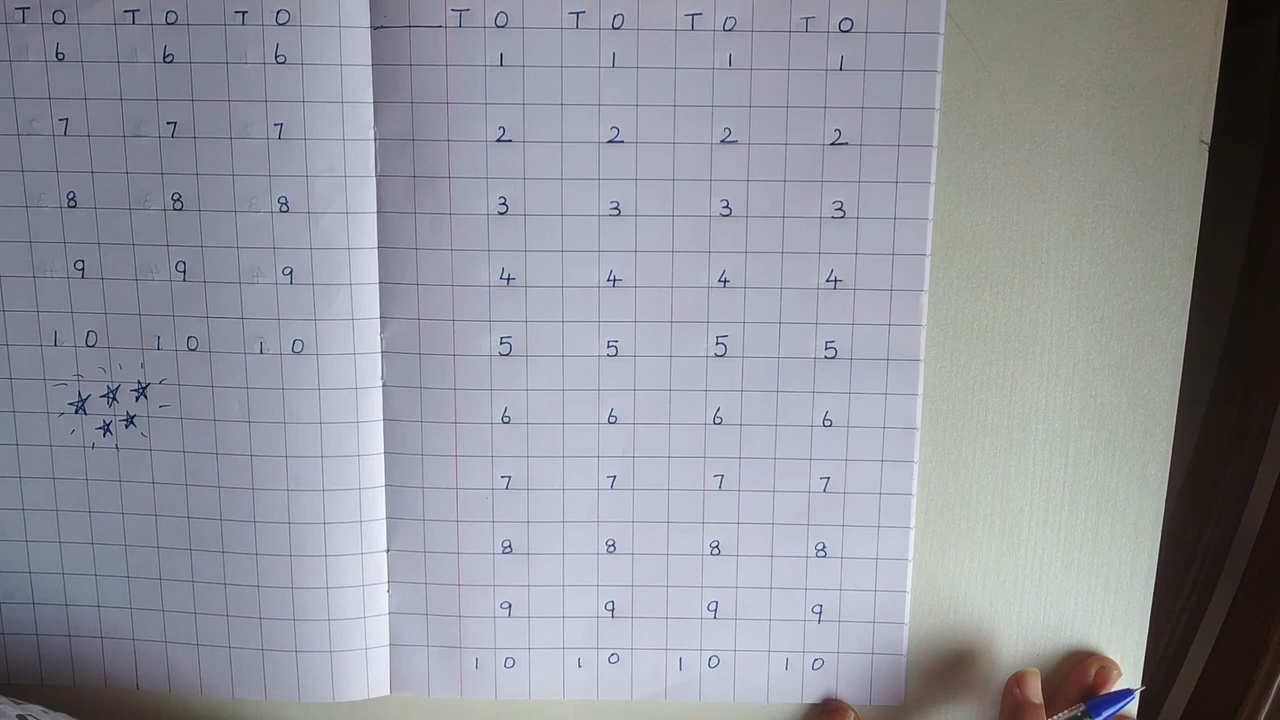 T O T O T O
6 6 6
7 7 7
8 8 8
9 9 9
1 0 1 0 1 0
T O T O T O T O
1 1 1 1
2 2 2 2
3 3 3 3
4 4 4 4
5 5 5 5
6 6 6 6
7 7 7 7
8 8 8 8
9 9 9 9
1 0 1 0 1 0 1 0